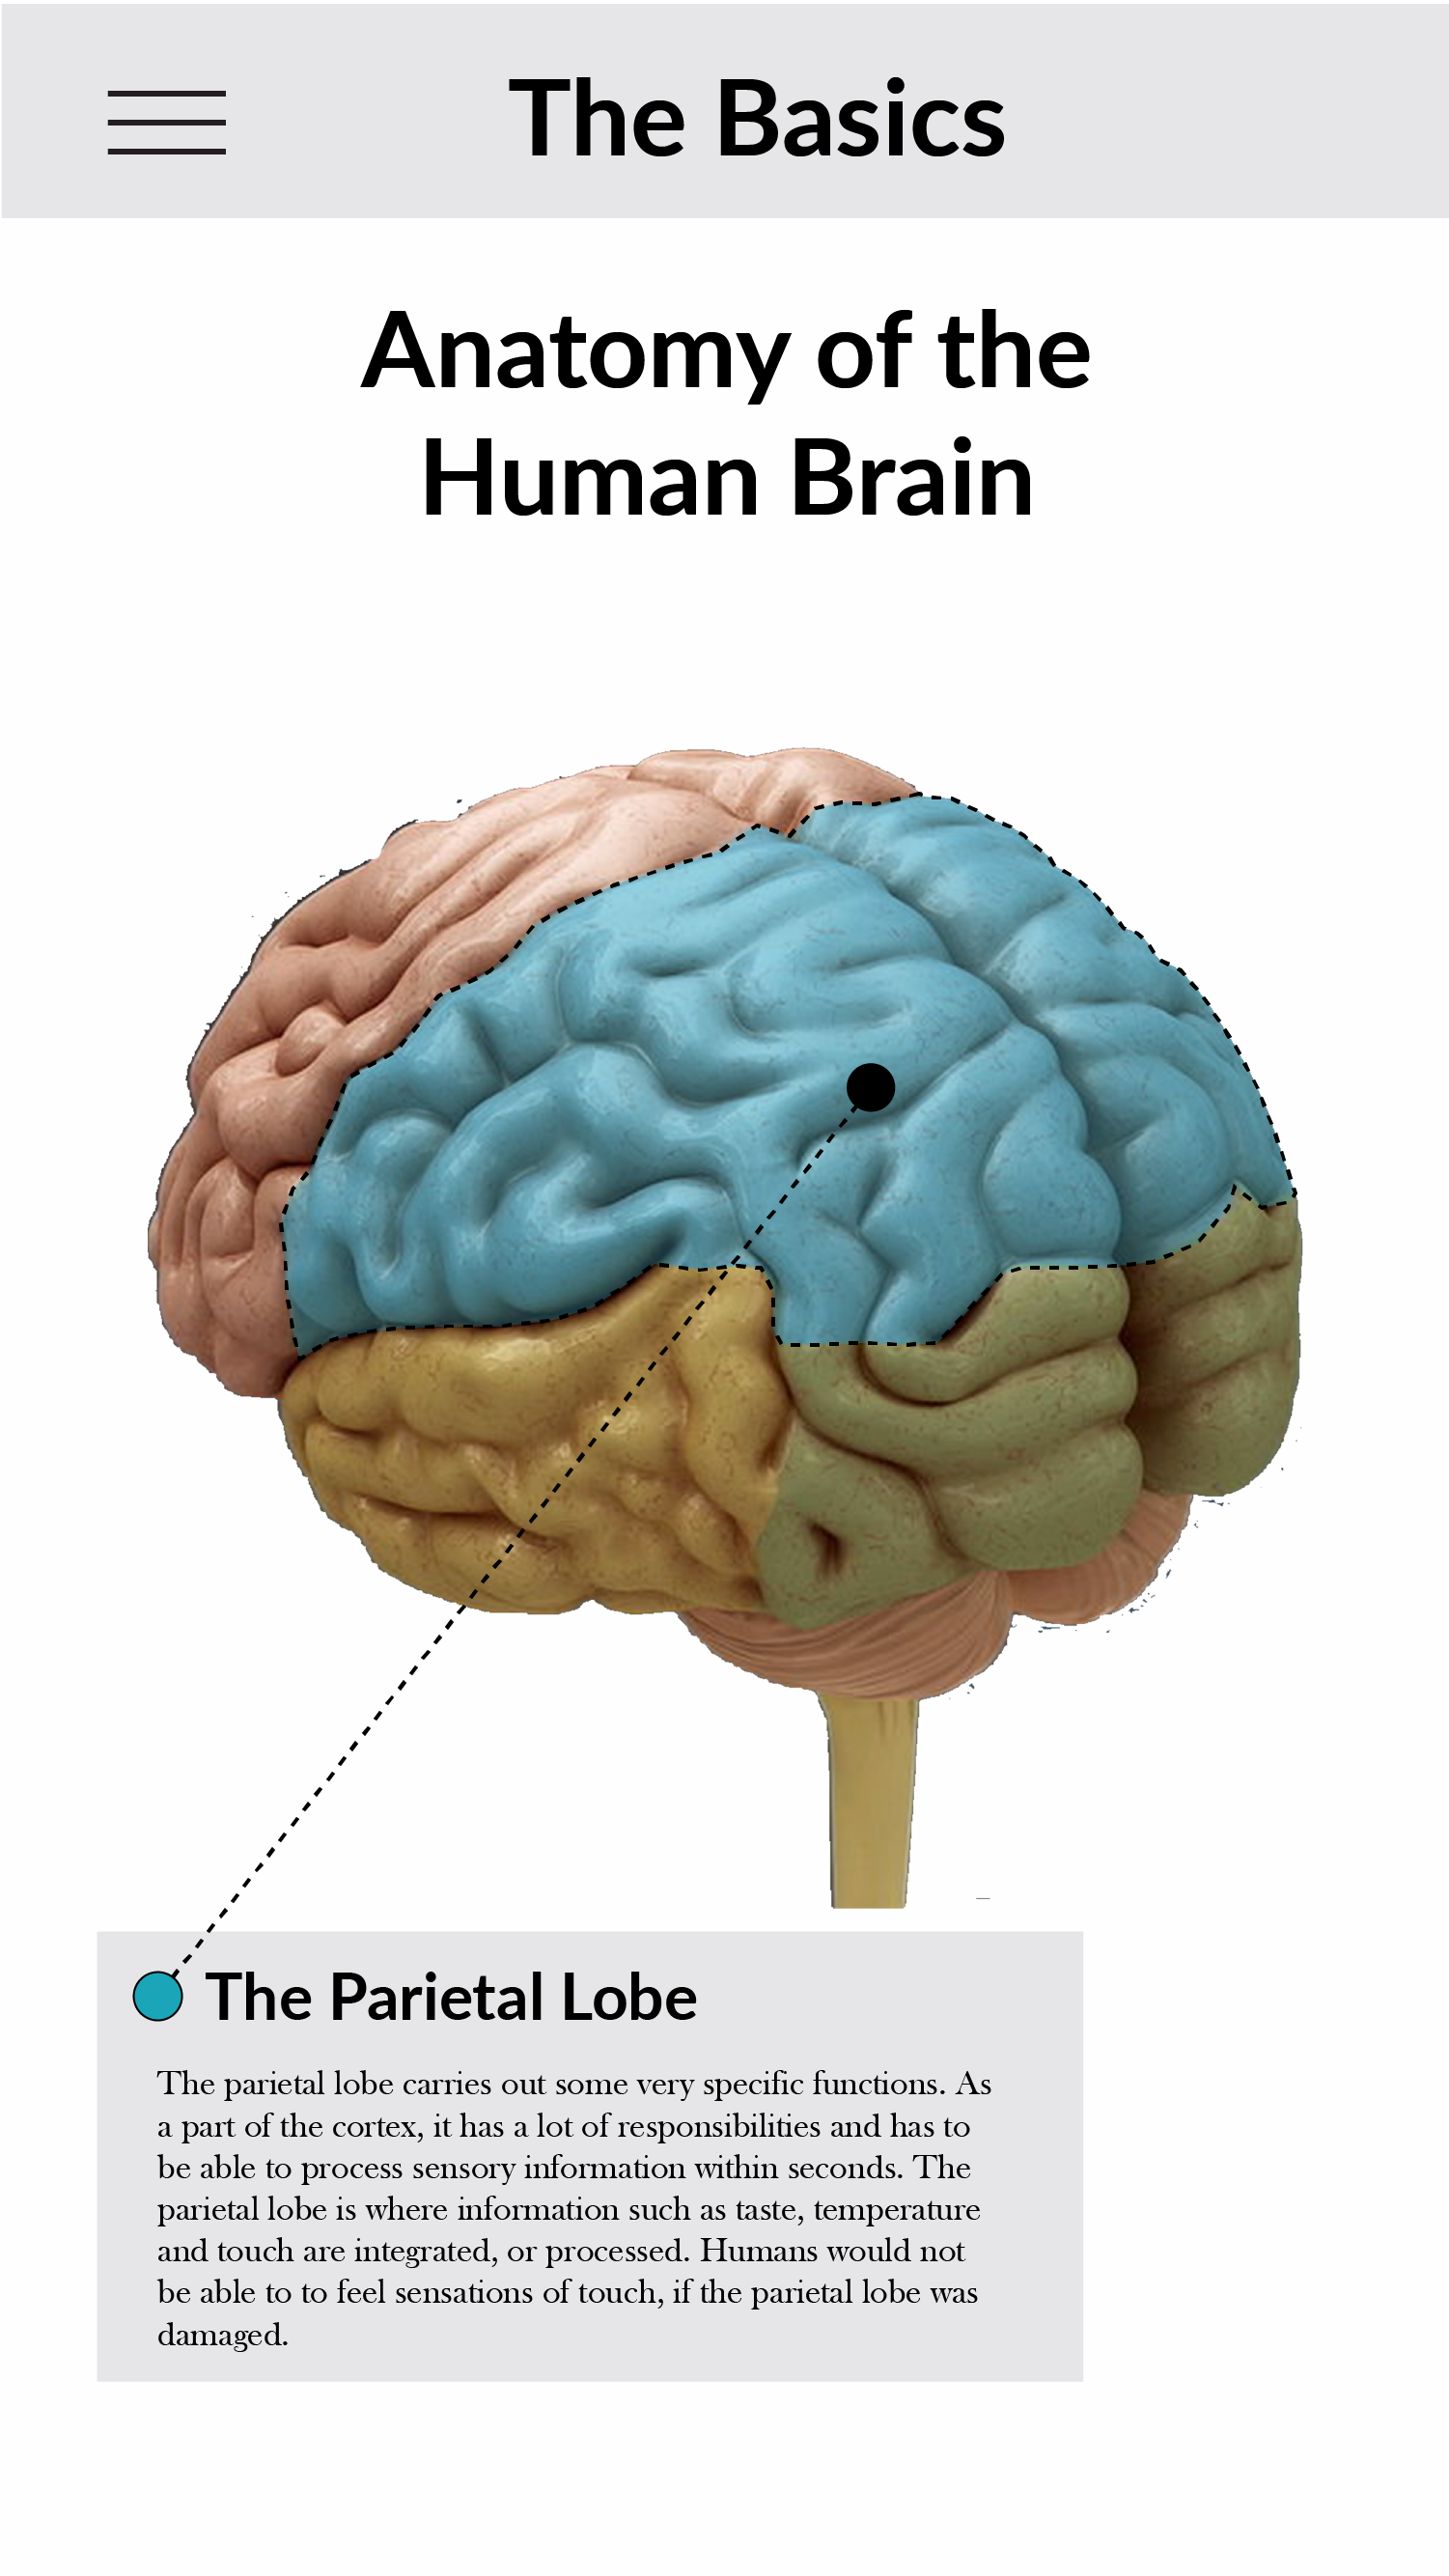 The Basics
Anatomy of the
Human Brain
The Parietal Lobe
The parietal lobe carries out some very specific functions. As
a part of the cortex, it has a lot of responsibilities and has to
be able to process sensory information within seconds. The
parietal lobe is where information such as taste, temperature
and touch are integrated, or processed. Humans would not
be able to to feel sensations of touch, if the parietal lobe was
damaged.